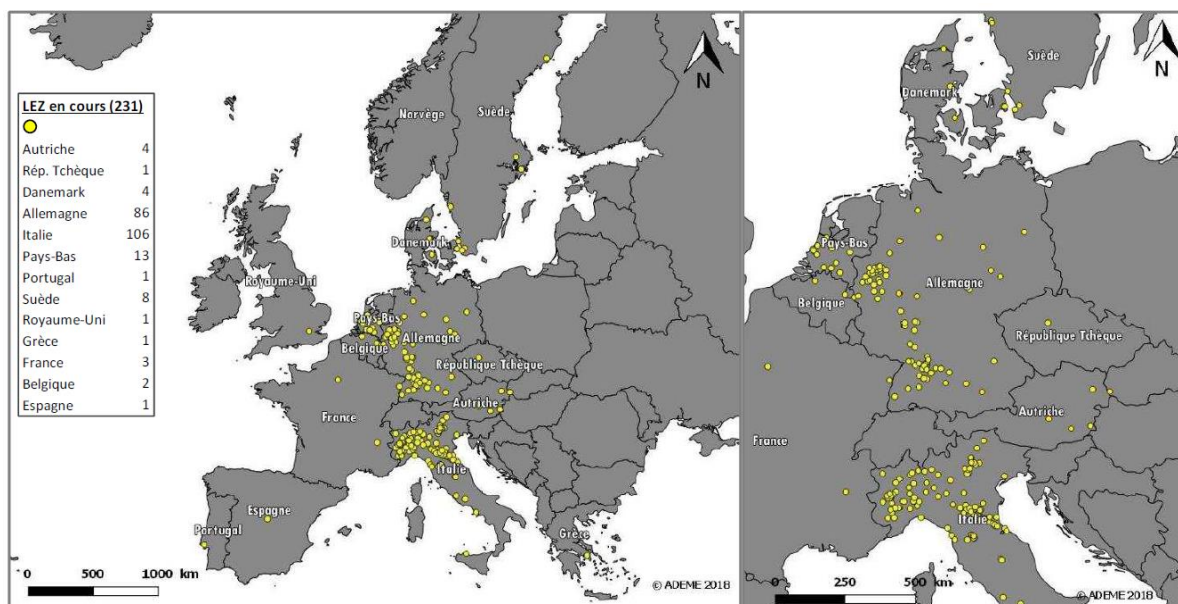 LEZ en cours (231)
Autriche 4
Rép. Tchèque 1
Danemark 4
Allemagne 86
Italie 106
Pays-Bas 13
Portugal 1
Suède 8
Royaume-Uni 1
Grèce 1
France 3
Belgique 2
Espagne 1
N
Norvège
Suède
Danemark
Royaume-Uni
Pays-Bas
Allemagne
Belgique
République Tchèque
Autriche
France
Italie
Espagne
Portugal
Grèce
0 500 1000 km
© ADEME 2018
N
Suède
Danemark
Pays-Bas
Allemagne
Belgique
République Tchèque
Autriche
France
Italie
0 250 500 km
© ADEME 2018